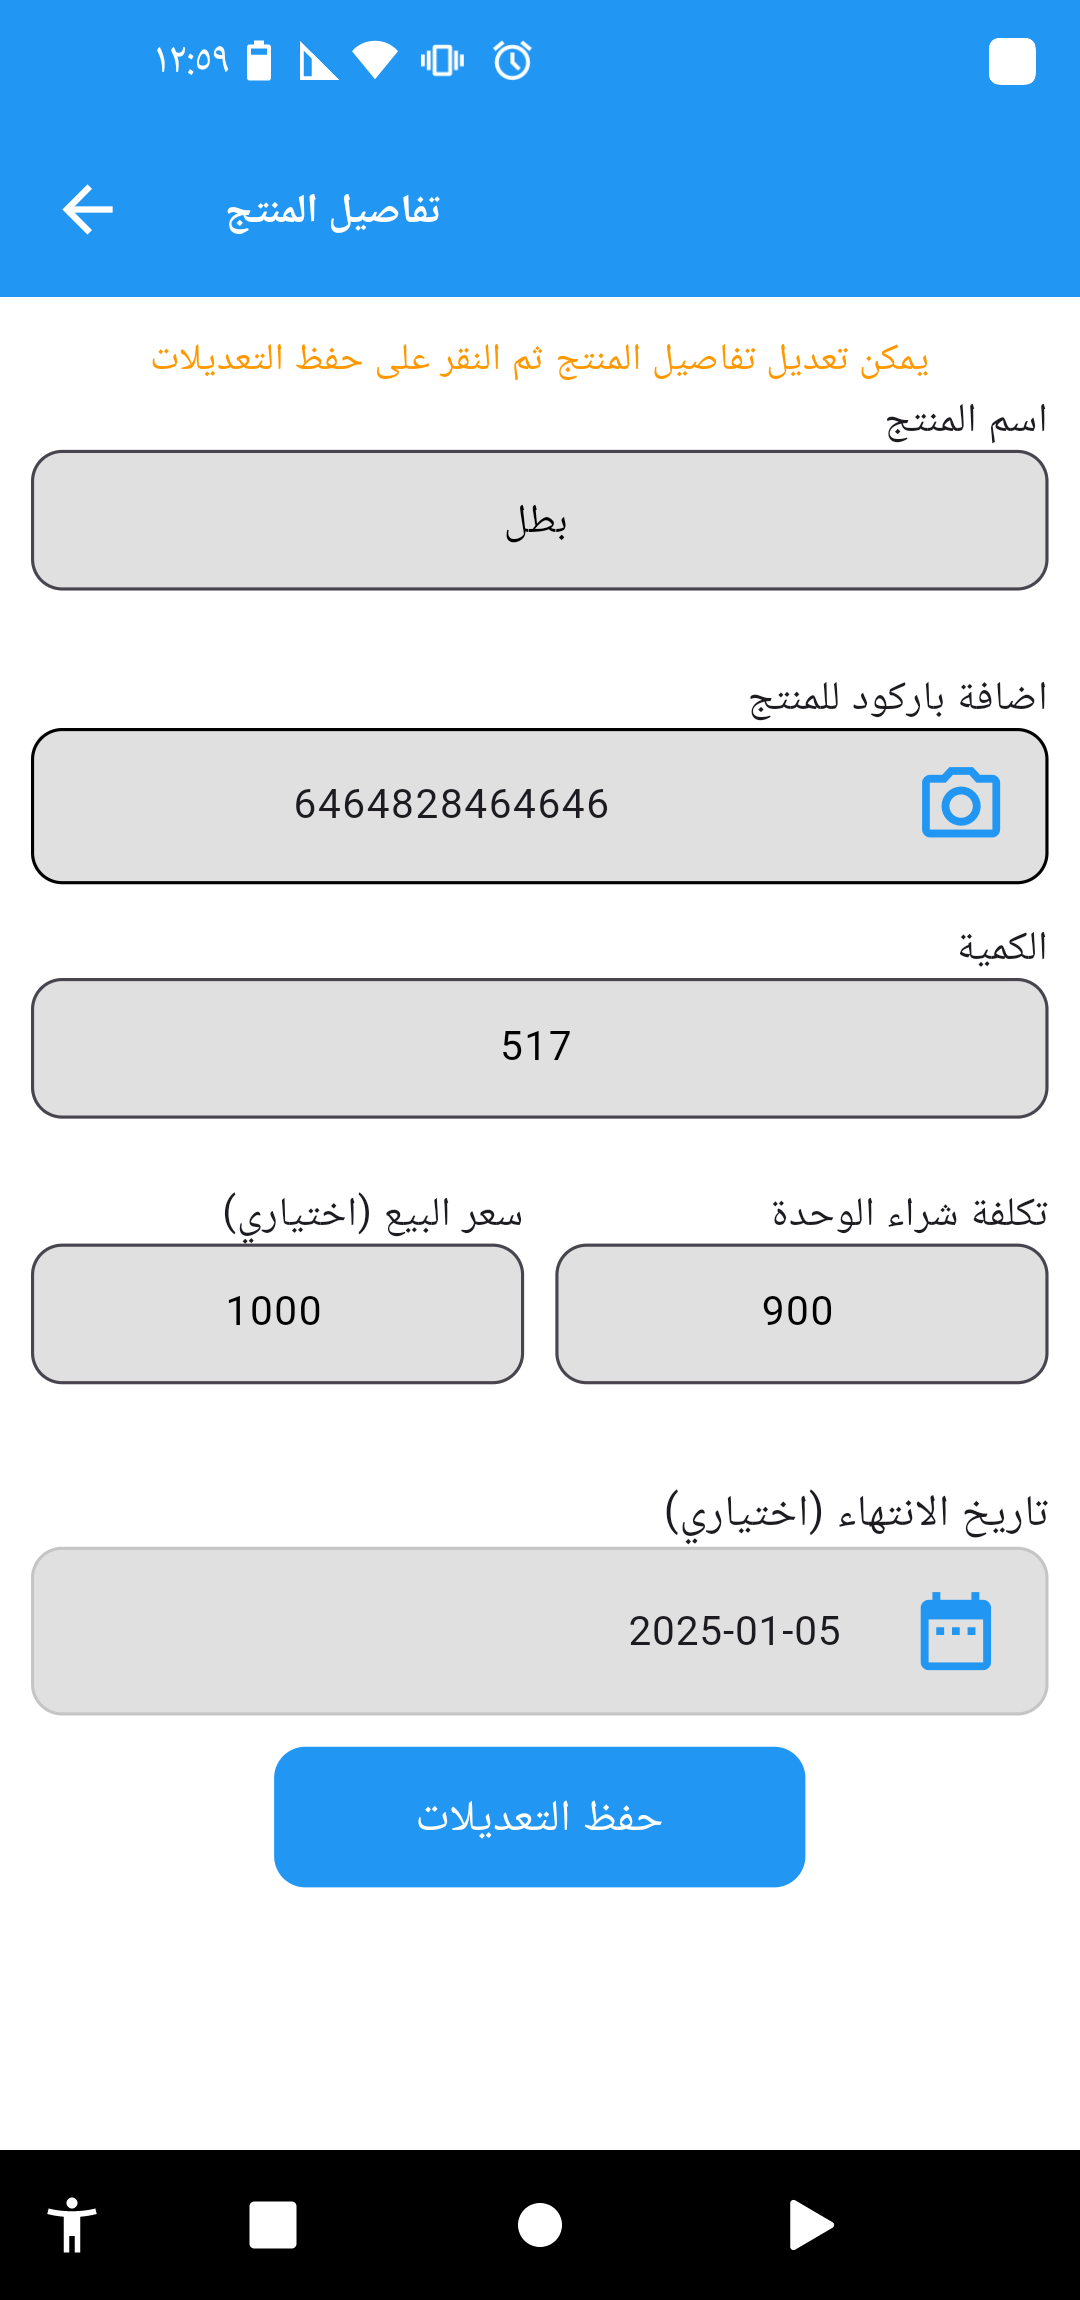 ١٢:٥٩
تفاصيل المنتج
يمكن تعديل تفاصيل المنتج ثم النقر على حفظ التعديلات
اسم المنتج
بطل
اضافة باركود للمنتج
6464828464646
الكمية
517
تكلفة شراء الوحدة
900
سعر البيع (اختياري)
1000
تاريخ الانتهاء (اختياري)
2025-01-05
حفظ التعديلات